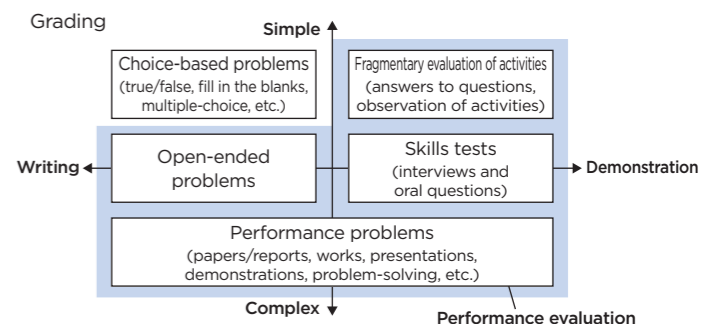 Grading
Simple
Choice-based problems
(true/false, fill in the blanks,
multiple-choice, etc.)
Fragmentary evaluation of activities
(answers to questions,
observation of activities)
Writing
Open-ended
problems
Skills tests
(interviews and
oral questions)
Demonstration
Performance problems
(papers/reports, works, presentations,
demonstrations, problem-solving, etc.)
Complex
Performance evaluation